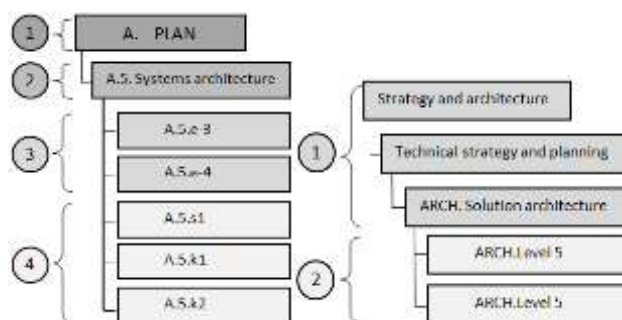 1
A. PLAN
2
A.5. Systems architecture
3
A.5.e-3
A.5.e-4
4
A.5.s1
A.5.k1
A.5.k2
1
Strategy and architecture
Technical strategy and planning
ARCH. Solution architecture
2
ARCH.Level 5
ARCH.Level 5